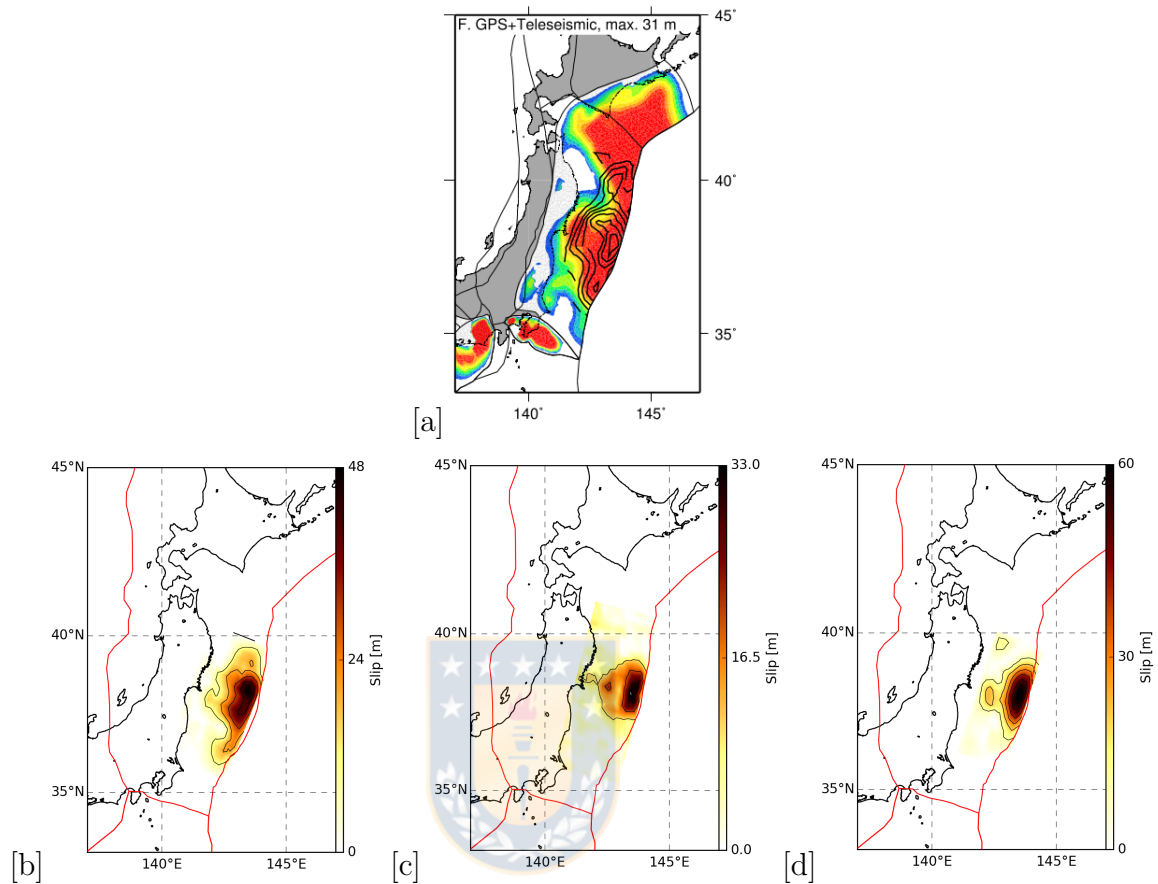 F. GPS+Teleseismic, max. 31 m
45°
40°
35°
140°
145°
[a]
45°N
40°N
35°N
140°E
145°E
48
24
0
Slip [m]
[b]
45°N
40°N
35°N
140°E
145°E
33.0
16.5
0.0
Slip [m]
[c]
45°N
40°N
35°N
140°E
145°E
60
30
0
Slip [m]
[d]